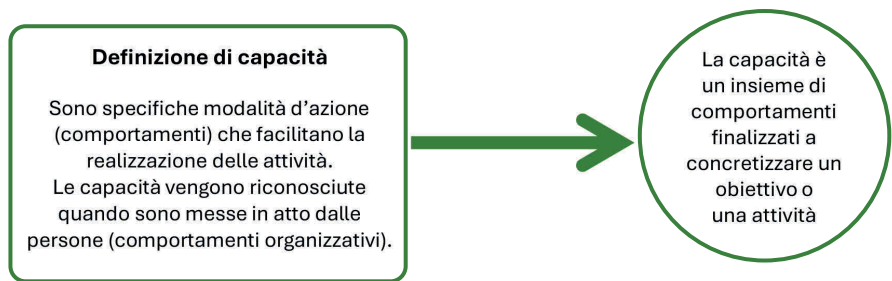 Definizione di capacità
Sono specifiche modalità d’azione
(comportamenti) che facilitano la
realizzazione delle attività.
Le capacità vengono riconosciute
quando sono messe in atto dalle
persone (comportamenti organizzativi).
La capacità è
un insieme di
comportamenti
finalizzati a
concretizzare un
obiettivo o
una attività